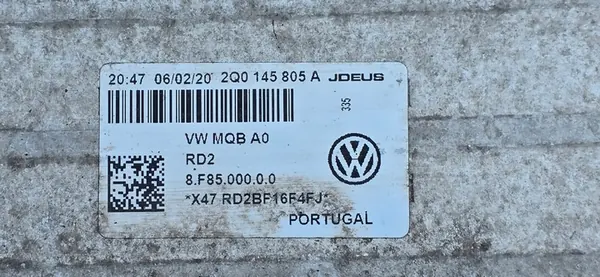 20:47 06/02/20 2Q0 145 805 A JDEUS
335
VW MQB A0
RD2
8.F85.000.0.0
*X47 RD2BF16F4FJ*
PORTUGAL